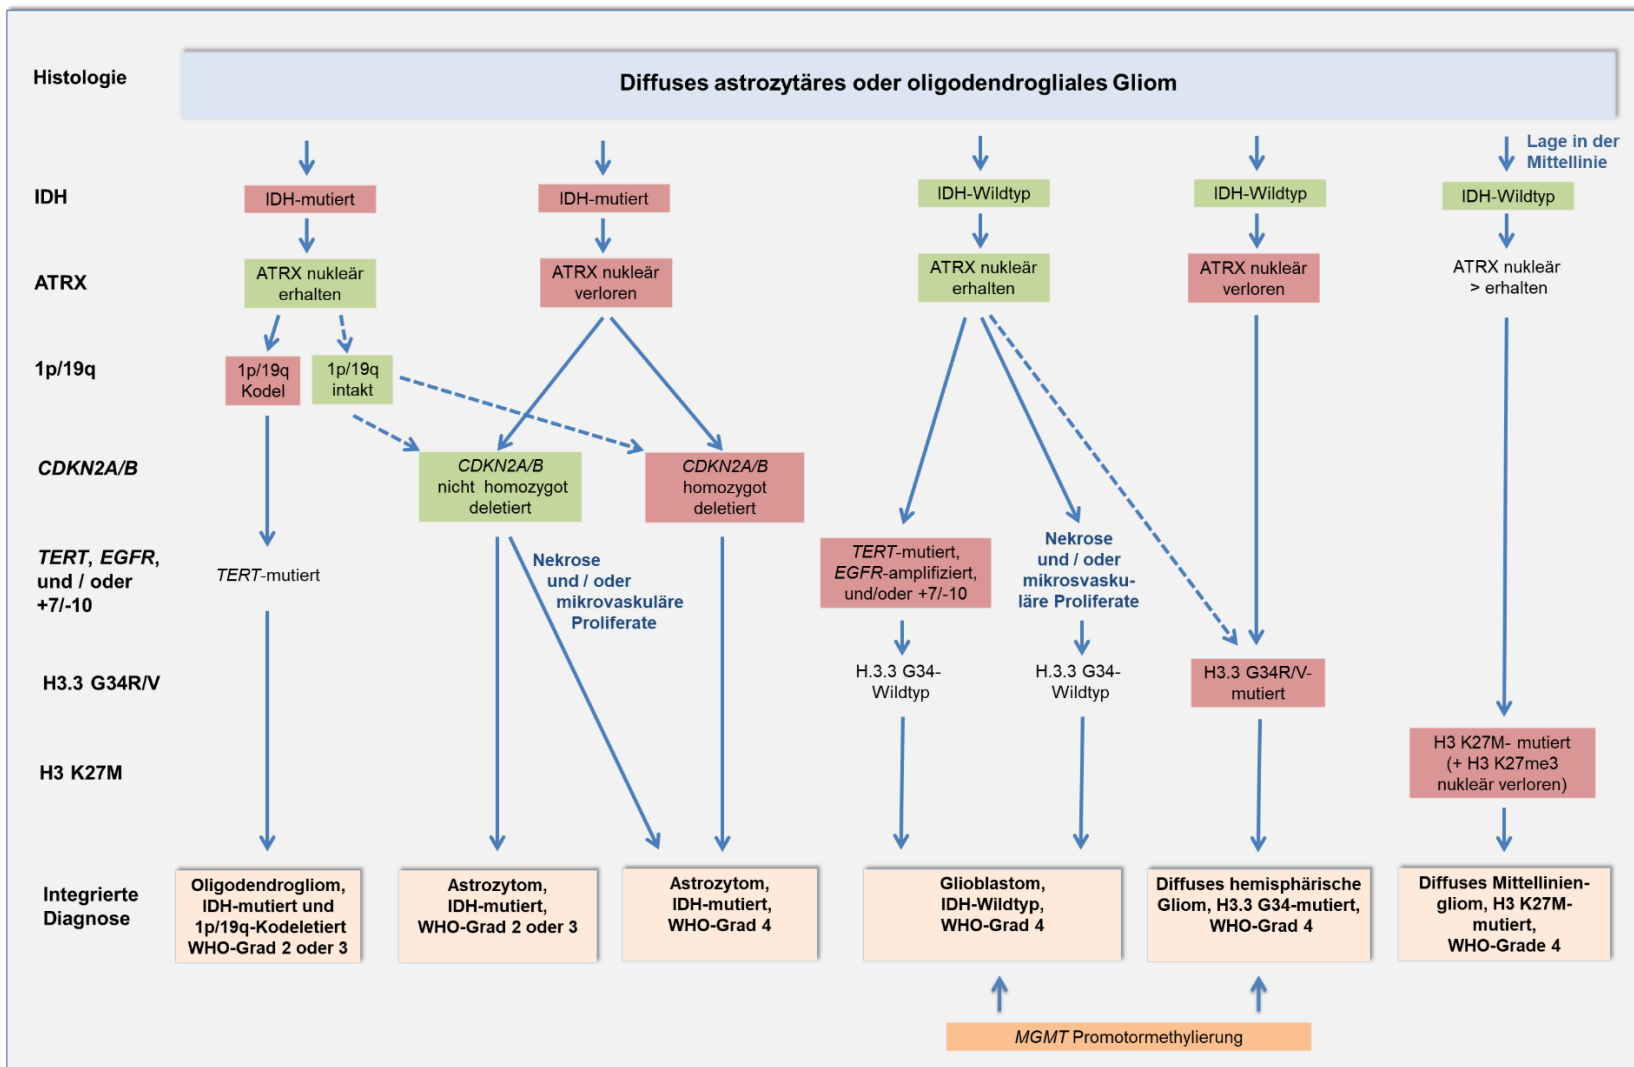 Histologie
Diffuses astrozytäres oder oligodendrogliales Gliom
Lage in der
Mittellinie
IDH
IDH-mutiert
IDH-mutiert
IDH-Wildtyp
IDH-Wildtyp
IDH-Wildtyp
ATRX
ATRX nukleär
erhalten
ATRX nukleär
verloren
ATRX nukleär
erhalten
ATRX nukleär
verloren
ATRX nukleär
> erhalten
1p/19q
1p/19q
Kodel
1p/19q
intakt
CDKN2A/B
CDKN2A/B
nicht homozygot
deletiert
CDKN2A/B
homozygot
deletiert
TERT, EGFR,
und / oder
+7/-10
TERT-mutiert
Nekrose
und / oder
mikrovaskuläre
Proliferate
TERT-mutiert,
EGFR-amplifiziert,
und/oder +7/-10
Nekrose
und / oder
mikrosvasku-
läre Proliferate
H3.3 G34R/V
H.3.3 G34-
Wildtyp
H.3.3 G34-
Wildtyp
H3.3 G34R/V-
mutiert
H3 K27M
H3 K27M- mutiert
(+ H3 K27me3
nukleär verloren)
Integrierte
Diagnose
Oligodendrogliom,
IDH-mutiert und
1p/19q-Kodeletiert
WHO-Grad 2 oder 3
Astrozytom,
IDH-mutiert,
WHO-Grad 2 oder 3
Astrozytom,
IDH-mutiert,
WHO-Grad 4
Glioblastom,
IDH-Wildtyp,
WHO-Grad 4
Diffuses hemisphärische
Gliom, H3.3 G34-mutiert,
WHO-Grad 4
Diffuses Mittellinien-
gliom, H3 K27M-
mutiert,
WHO-Grade 4
MGMT Promotormethylierung